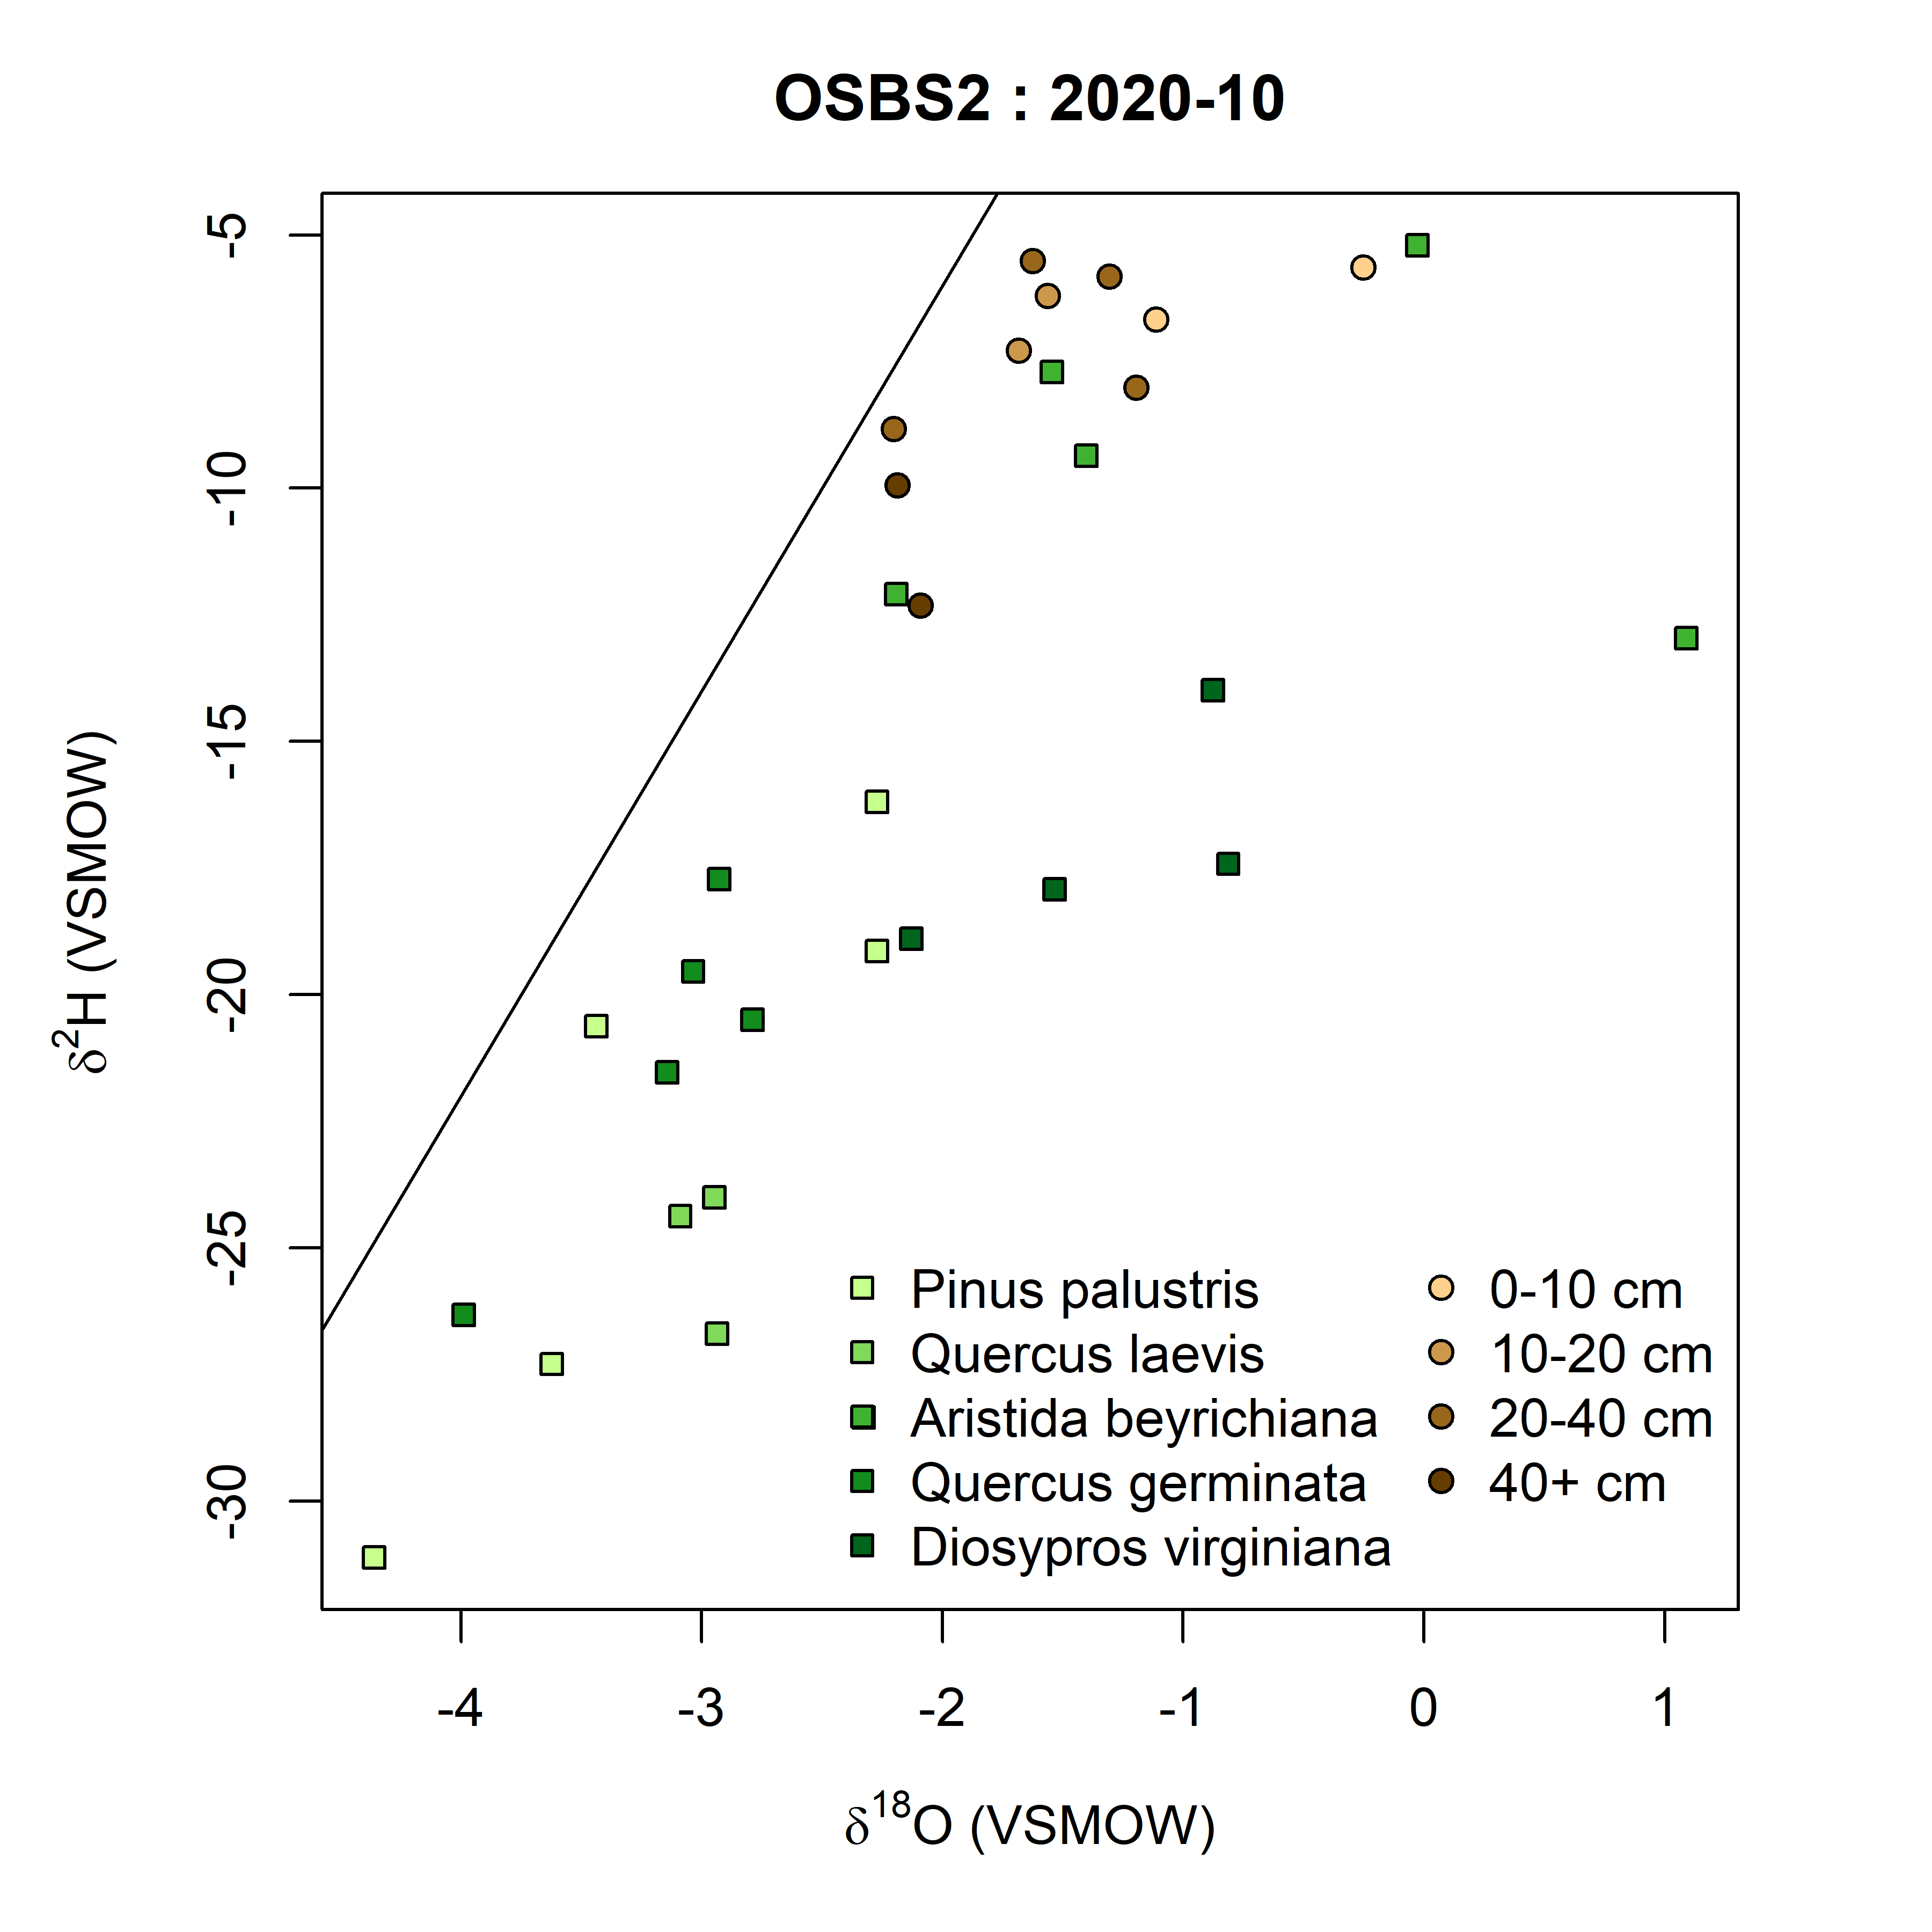 OSBS2 : 2020-10
-5
-10
-15
-20
-25
-30
δ²H (VSMOW)
Pinus palustris
Quercus laevis
Aristida beyrichiana
Quercus germinata
Diosypros virginiana
0-10 cm
10-20 cm
20-40 cm
40+ cm
-4 -3 -2 -1 0 1
δ¹⁸O (VSMOW)